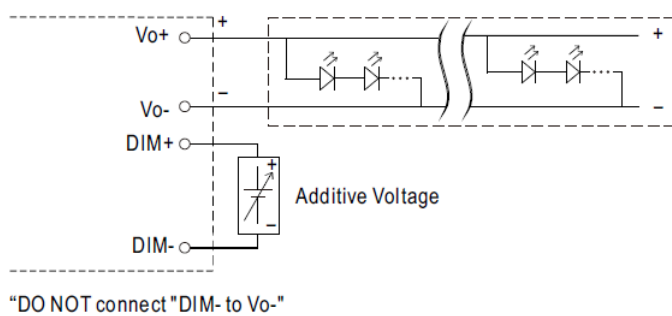 Vo+
+
+
Vo-
−
−
DIM+
+
Additive Voltage
−
DIM-
“DO NOT connect "DIM- to Vo-"